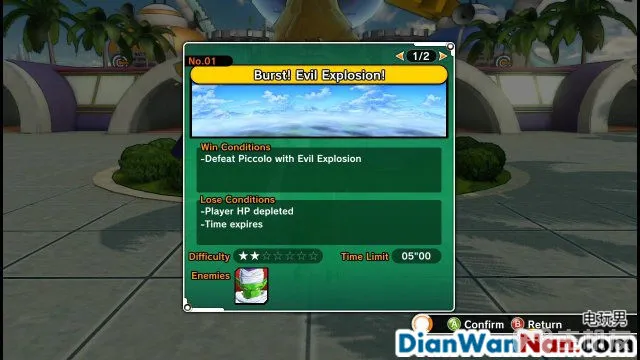 No.01
1/2
Burst! Evil Explosion!
Win Conditions
-Defeat Piccolo with Evil Explosion
Lose Conditions
-Player HP depleted
-Time expires
Difficulty ★★☆☆☆☆☆ Time Limit 05"00
Enemies
A Confirm B Return
电玩男
DianWanNan.com